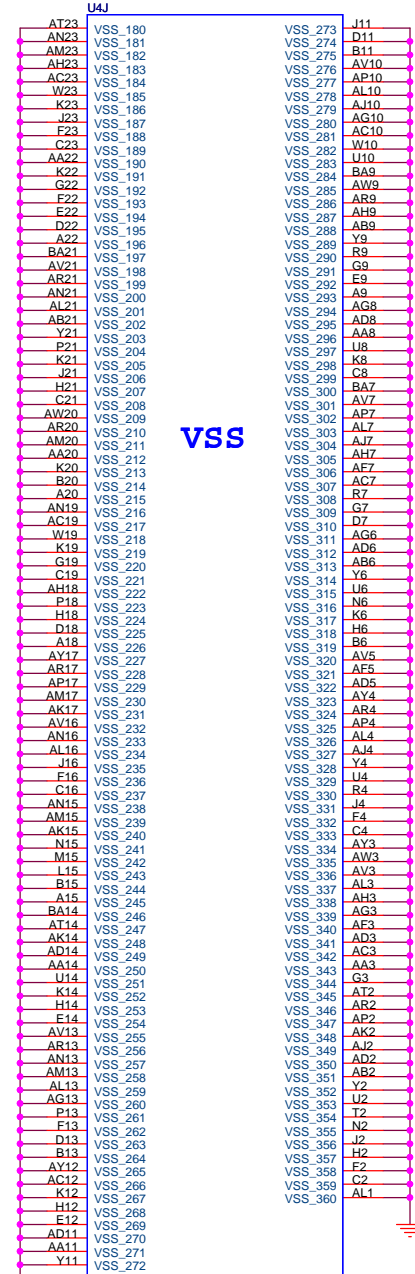 U4J
AT23 VSS_180
AN23 VSS_181
AM23 VSS_182
AH23 VSS_183
AC23 VSS_184
W23 VSS_185
K23 VSS_186
J23 VSS_187
F23 VSS_188
C23 VSS_189
AA22 VSS_190
K22 VSS_191
G22 VSS_192
F22 VSS_193
E22 VSS_194
D22 VSS_195
A22 VSS_196
BA21 VSS_197
AV21 VSS_198
AR21 VSS_199
AN21 VSS_200
AL21 VSS_201
AB21 VSS_202
Y21 VSS_203
P21 VSS_204
K21 VSS_205
J21 VSS_206
H21 VSS_207
C21 VSS_208
AW20 VSS_209
AR20 VSS_210
AM20 VSS_211
AA20 VSS_212
K20 VSS_213
B20 VSS_214
A20 VSS_215
AN19 VSS_216
AC19 VSS_217
W19 VSS_218
K19 VSS_219
G19 VSS_220
C19 VSS_221
AH18 VSS_222
P18 VSS_223
H18 VSS_224
D18 VSS_225
A18 VSS_226
AY17 VSS_227
AR17 VSS_228
AP17 VSS_229
AM17 VSS_230
AK17 VSS_231
AV16 VSS_232
AN16 VSS_233
AL16 VSS_234
J16 VSS_235
F16 VSS_236
C16 VSS_237
AN15 VSS_238
AM15 VSS_239
AK15 VSS_240
N15 VSS_241
M15 VSS_242
L15 VSS_243
B15 VSS_244
A15 VSS_245
BA14 VSS_246
AT14 VSS_247
AK14 VSS_248
AD14 VSS_249
AA14 VSS_250
U14 VSS_251
K14 VSS_252
H14 VSS_253
E14 VSS_254
AV13 VSS_255
AR13 VSS_256
AN13 VSS_257
AM13 VSS_258
AL13 VSS_259
AG13 VSS_260
P13 VSS_261
F13 VSS_262
D13 VSS_263
B13 VSS_264
AY12 VSS_265
AC12 VSS_266
K12 VSS_267
H12 VSS_268
E12 VSS_269
AD11 VSS_270
AA11 VSS_271
Y11 VSS_272
VSS
VSS_273 J11
VSS_274 D11
VSS_275 B11
VSS_276 AV10
VSS_277 AP10
VSS_278 AL10
VSS_279 AJ10
VSS_280 AG10
VSS_281 AC10
VSS_282 W10
VSS_283 U10
VSS_284 BA9
VSS_285 AW9
VSS_286 AR9
VSS_287 AH9
VSS_288 AB9
VSS_289 Y9
VSS_290 R9
VSS_291 G9
VSS_292 E9
VSS_293 A9
VSS_294 AG8
VSS_295 AD8
VSS_296 AA8
VSS_297 U8
VSS_298 K8
VSS_299 C8
VSS_300 BA7
VSS_301 AV7
VSS_302 AP7
VSS_303 AL7
VSS_304 AJ7
VSS_305 AH7
VSS_306 AF7
VSS_307 AC7
VSS_308 R7
VSS_309 G7
VSS_310 D7
VSS_311 AG6
VSS_312 AD6
VSS_313 AB6
VSS_314 Y6
VSS_315 U6
VSS_316 N6
VSS_317 K6
VSS_318 H6
VSS_319 B6
VSS_320 AV5
VSS_321 AF5
VSS_322 AD5
VSS_323 AY4
VSS_324 AR4
VSS_325 AP4
VSS_326 AL4
VSS_327 AJ4
VSS_328 Y4
VSS_329 U4
VSS_330 R4
VSS_331 J4
VSS_332 F4
VSS_333 C4
VSS_334 AY3
VSS_335 AW3
VSS_336 AV3
VSS_337 AL3
VSS_338 AH3
VSS_339 AG3
VSS_340 AF3
VSS_341 AD3
VSS_342 AC3
VSS_343 AA3
VSS_344 G3
VSS_345 AT2
VSS_346 AR2
VSS_347 AP2
VSS_348 AK2
VSS_349 AJ2
VSS_350 AD2
VSS_351 AB2
VSS_352 Y2
VSS_353 U2
VSS_354 T2
VSS_355 N2
VSS_356 J2
VSS_357 H2
VSS_358 F2
VSS_359 C2
VSS_360 AL1